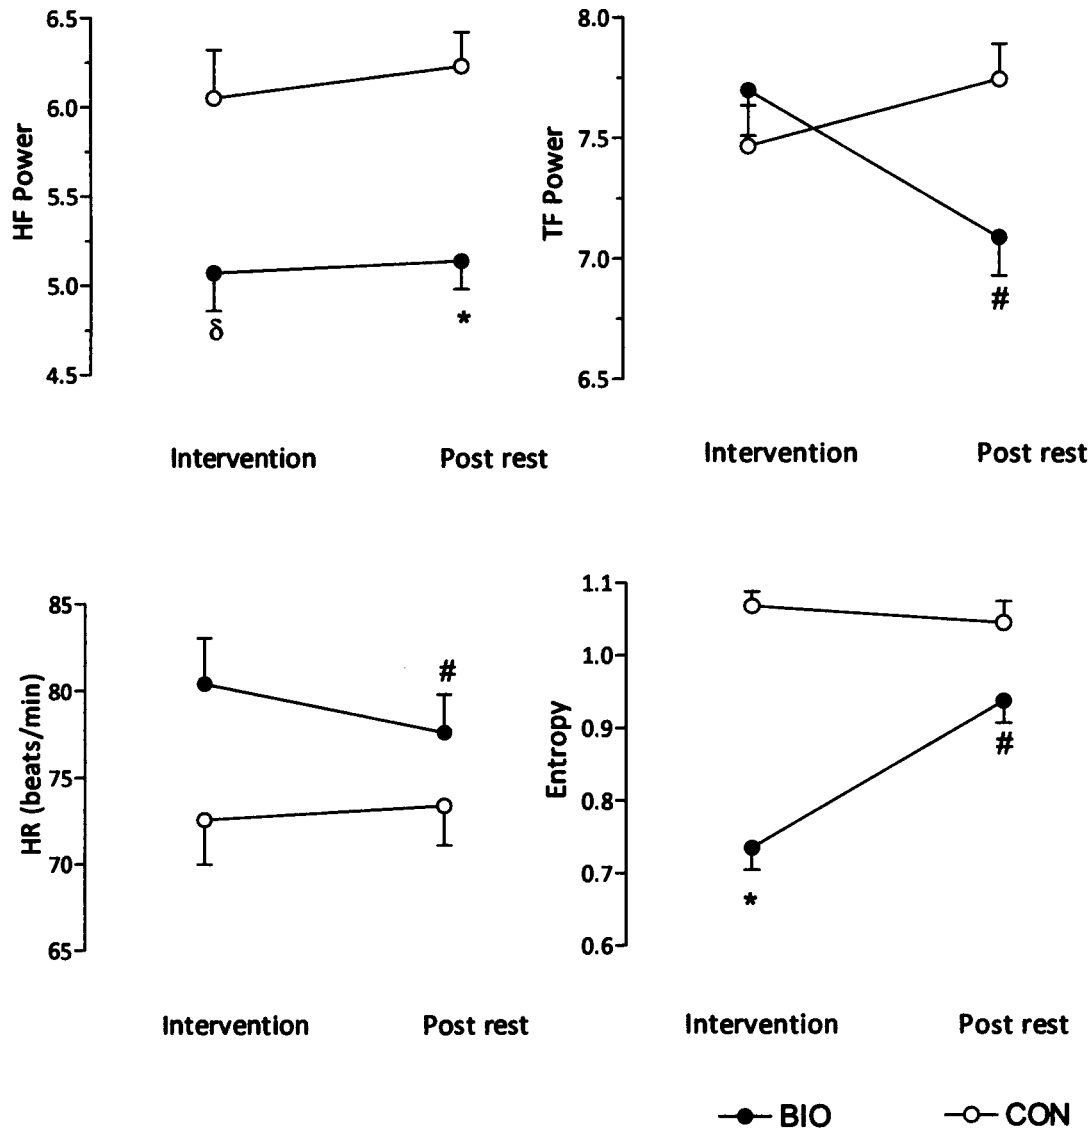 HF Power
6.5
6.0
5.5
5.0
4.5
δ
*
Intervention Post rest
TF Power
8.0
7.5
7.0
6.5
#
Intervention Post rest
HR (beats/min)
85
80
75
70
65
#
Intervention Post rest
Entropy
1.1
1.0
0.9
0.8
0.7
0.6
#
*
Intervention Post rest
BIO CON